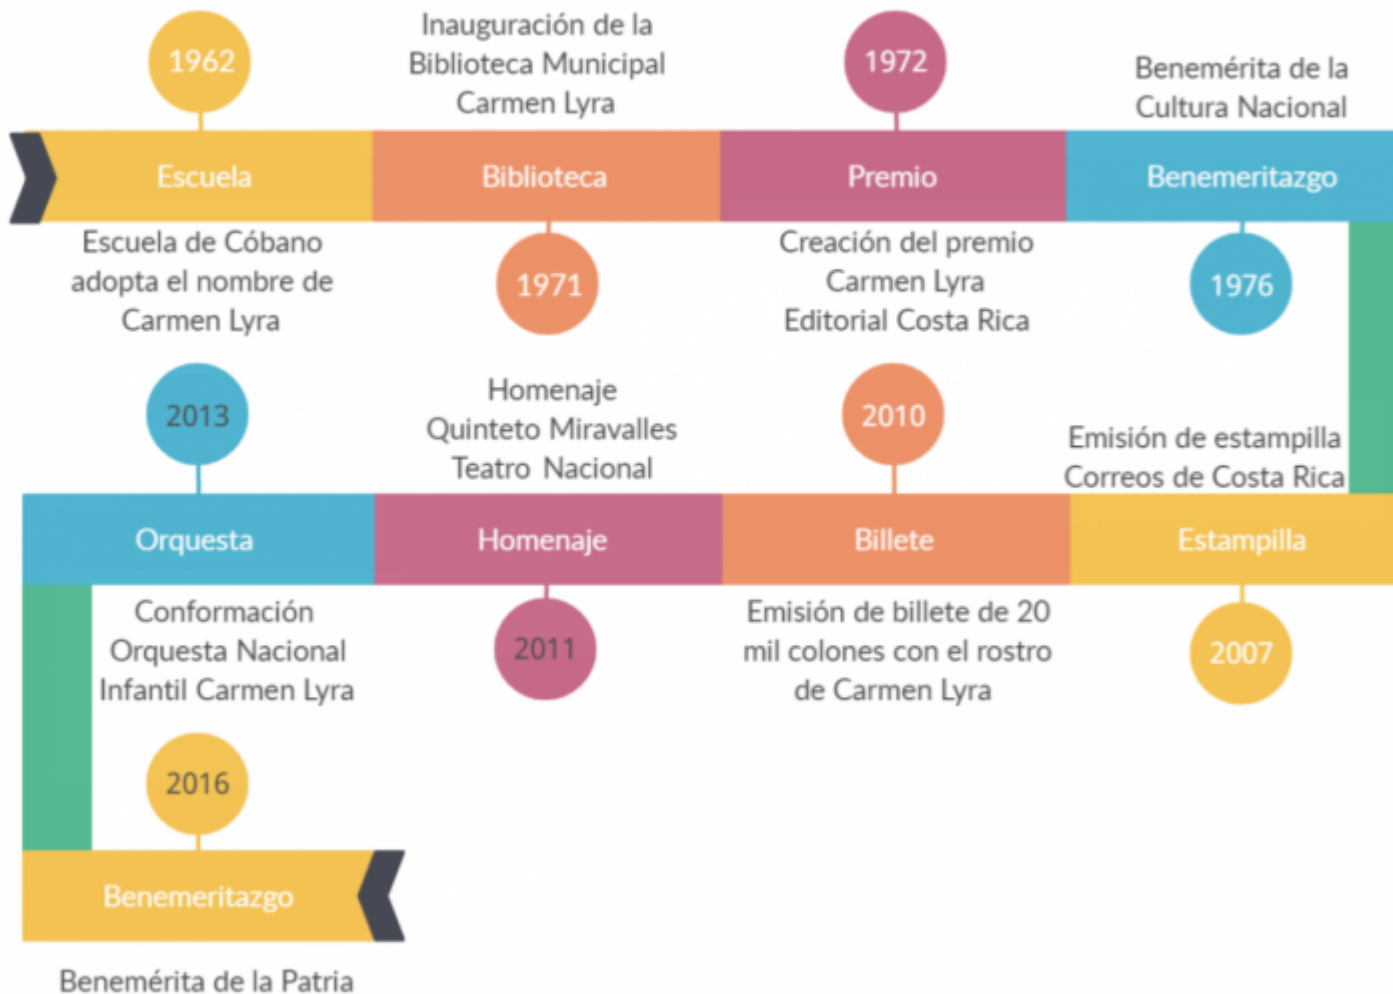 1962
Escuela
Escuela de Cóbano
adopta el nombre de
Carmen Lyra
Inauguración de la
Biblioteca Municipal
Carmen Lyra
Biblioteca
1971
1972
Premio
Creación del premio
Carmen Lyra
Editorial Costa Rica
Benemérita de la
Cultura Nacional
Benemeritazgo
1976
Emisión de estampilla
Correos de Costa Rica
Estampilla
2007
2010
Billete
Emisión de billete de 20
mil colones con el rostro
de Carmen Lyra
Homenaje
Quinteto Miravalles
Teatro Nacional
Homenaje
2011
2013
Orquesta
Conformación
Orquesta Nacional
Infantil Carmen Lyra
2016
Benemeritazgo
Benemérita de la Patria